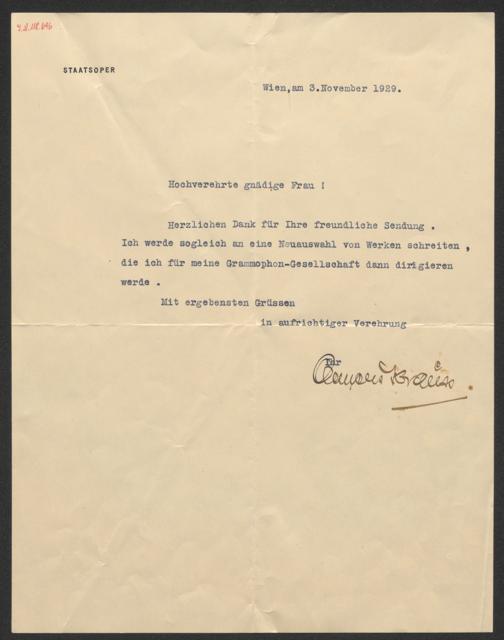 STAATSOPER
Wien,am 3.November 1929.
Hochverehrte gnädige Frau !
Herzlichen Dank für Ihre freundliche Sendung .
Ich werde sogleich an eine Neuauswahl von Werken schreiten ,
die ich für meine Grammophon-Gesellschaft dann dirigieren
werde .
Mit ergebensten Grüssen
in aufrichtiger Verehrung
Ihr
Clemens Krauss.